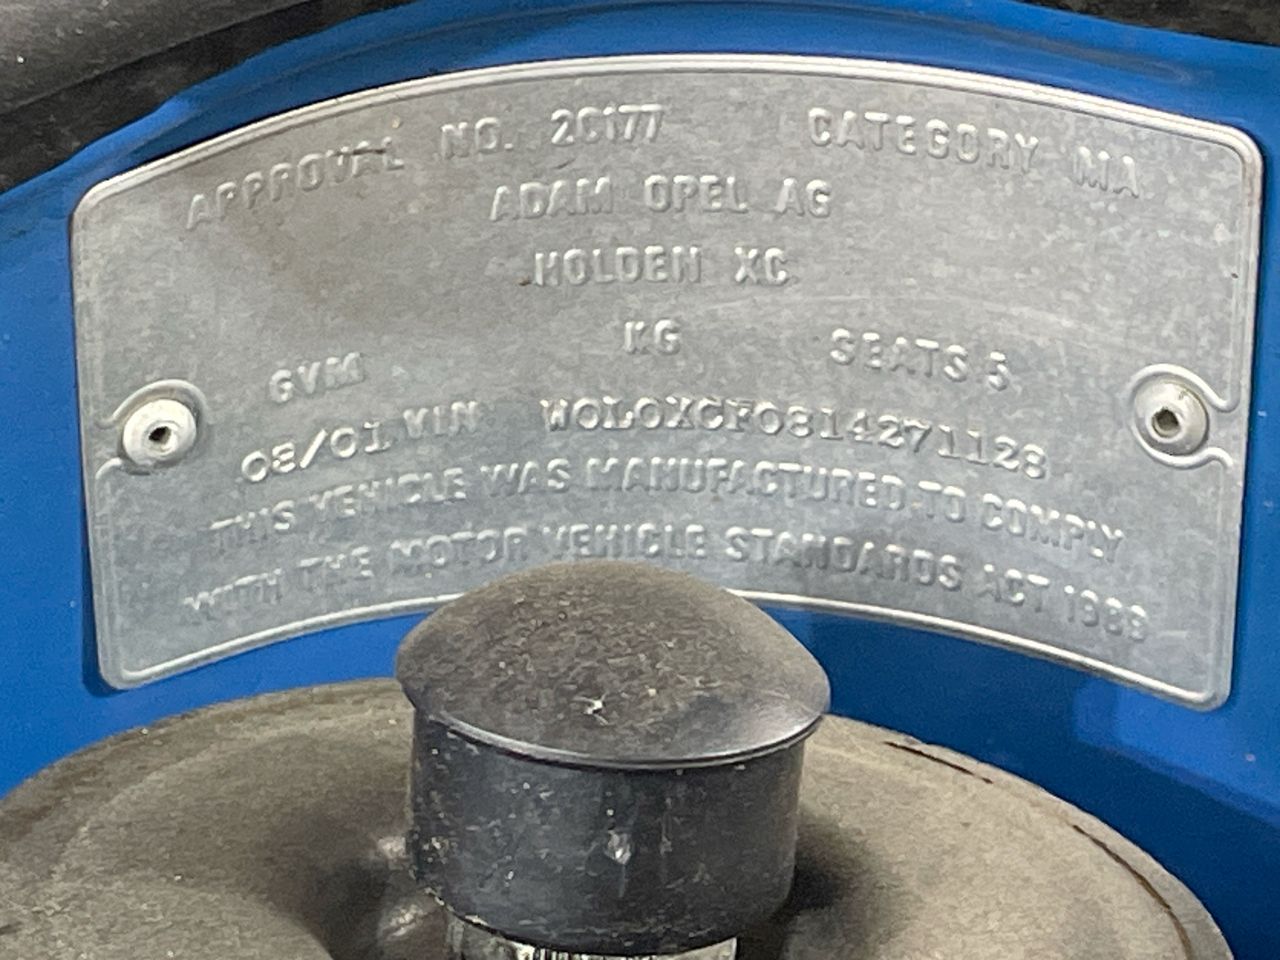 APPROVAL NO. 20177 CATEGORY MA
ADAM OPEL AG
HOLDEN XC
GVM KG SEATS 5
08/01 VIN W0L0XCF0814271128
THIS VEHICLE WAS MANUFACTURED TO COMPLY
WITH THE MOTOR VEHICLE STANDARDS ACT 1989